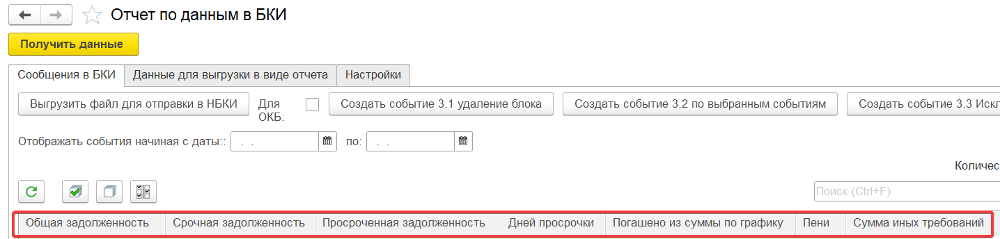 Отчет по данным в БКИ
Получить данные
Сообщения в БКИ Данные для выгрузки в виде отчета Настройки
Выгрузить файл для отправки в НБКИ Для ОКБ: Создать событие 3.1 удаление блока Создать событие 3.2 по выбранным событиям Создать событие 3.3 Искл
Отображать события начиная с даты:: . . по: . .
Количес
Поиск (Ctrl+F)
Общая задолженность Срочная задолженность Просроченная задолженность Дней просрочки Погашено из суммы по графику Пени Сумма иных требований